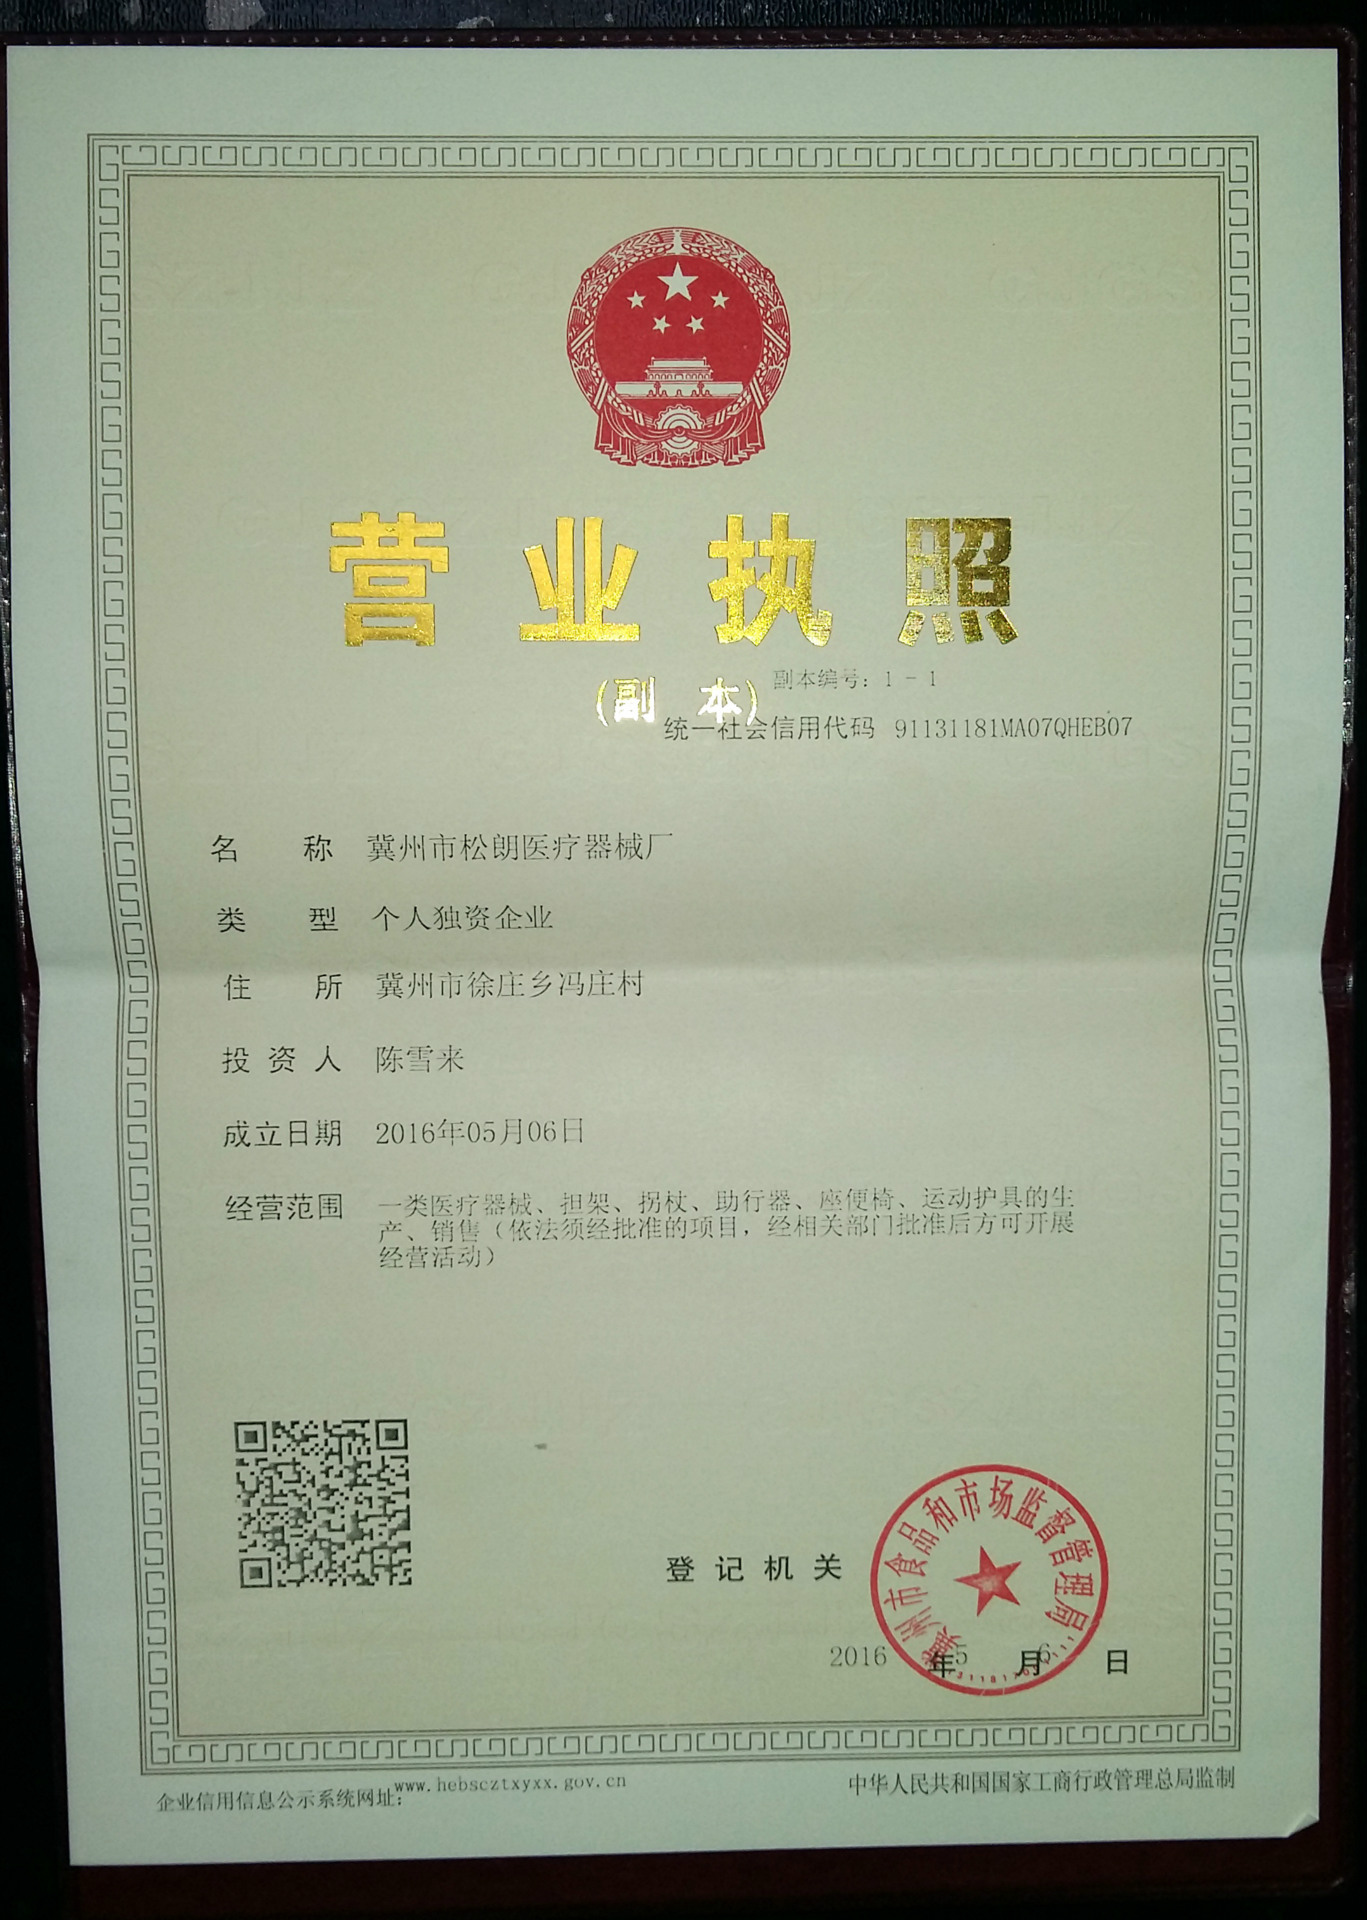 营业执照
(副 本)
副本编号：1-1
统一社会信用代码 91131181MA07QHEB07
名称 冀州市松朗医疗器械厂
类型 个人独资企业
住所 冀州市徐庄乡冯庄村
投资人 陈雪来
成立日期 2016年05月06日
经营范围 一类医疗器械、担架、拐杖、助行器、座便椅、运动护具的生
产、销售（依法须经批准的项目，经相关部门批准后方可开展
经营活动）
冀州市食品和市场监督管理局
登记机关
2016 年 5 月 6 日
企业信用信息公示系统网址：www.hebscztxyxx.gov.cn
中华人民共和国国家工商行政管理总局监制